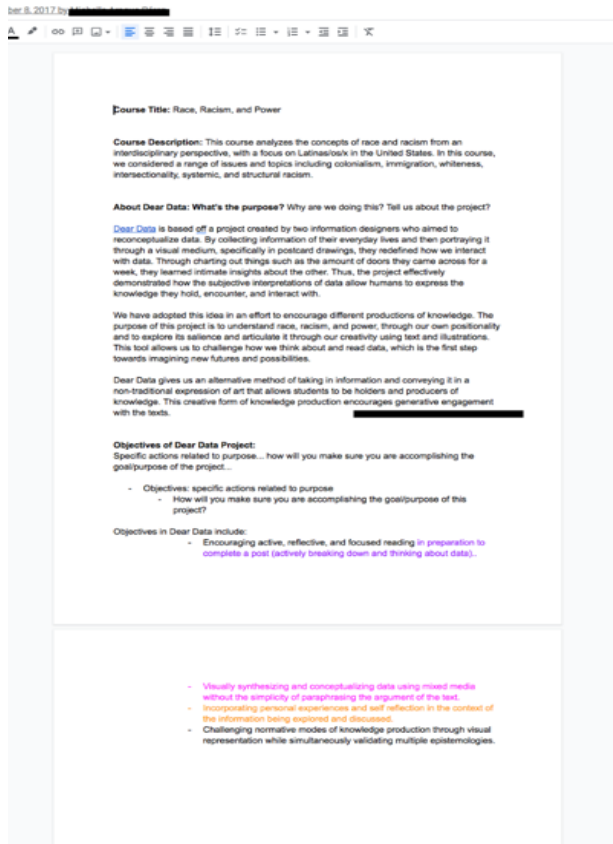 ber 8, 2017 by
Course Title: Race, Racism, and Power
Course Description: This course analyzes the concepts of race and racism from an
interdisciplinary perspective, with a focus on Latinas/os/x in the United States. In this course,
we considered a range of issues and topics including colonialism, immigration, whiteness,
intersectionality, systemic, and structural racism.
About Dear Data: What's the purpose? Why are we doing this? Tell us about the project?
Dear Data is based off a project created by two information designers who aimed to
reconceptualize data. By collecting information of their everyday lives and then portraying it
through a visual medium, specifically in postcard drawings, they redefined how we interact
with data. Through charting out things such as the amount of doors they came across for a
week, they learned intimate insights about the other. Thus, the project effectively
demonstrated how the subjective interpretations of data allow humans to express the
knowledge they hold, encounter, and interact with.
We have adopted this idea in an effort to encourage different productions of knowledge. The
purpose of this project is to understand race, racism, and power, through our own positionality
and to explore its salience and articulate it through our creativity using text and illustrations.
This tool allows us to challenge how we think about and read data, which is the first step
towards imagining new futures and possibilities.
Dear Data gives us an alternative method of taking in information and conveying it in a
non-traditional expression of art that allows students to be holders and producers of
knowledge. This creative form of knowledge production encourages generative engagement
with the texts.
Objectives of Dear Data Project:
Specific actions related to purpose... how will you make sure you are accomplishing the
goal/purpose of the project...
- Objectives: specific actions related to purpose
- How will you make sure you are accomplishing the goal/purpose of this
project?
Objectives in Dear Data include:
- Encouraging active, reflective, and focused reading in preparation to
complete a post (actively breaking down and thinking about data)..
- Visually synthesizing and conceptualizing data using mixed media
without the simplicity of paraphrasing the argument of the text.
- Incorporating personal experiences and self reflection in the context of
the information being explored and discussed.
- Challenging normative modes of knowledge production through visual
representation while simultaneously validating multiple epistemologies.